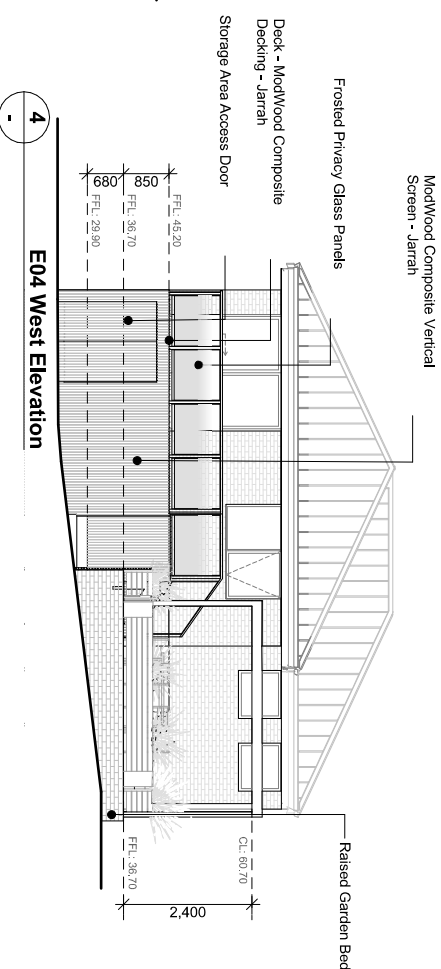 ModWood Composite Vertical
Screen - Jarrah
Frosted Privacy Glass Panels
Deck - ModWood Composite
Decking - Jarrah
Storage Area Access Door
Raised Garden Bed
FFL: 45.20
850
FFL: 36.70
680
FFL: 29.90
CL: 60.70
2,400
FFL: 36.70
4
-
E04 West Elevation